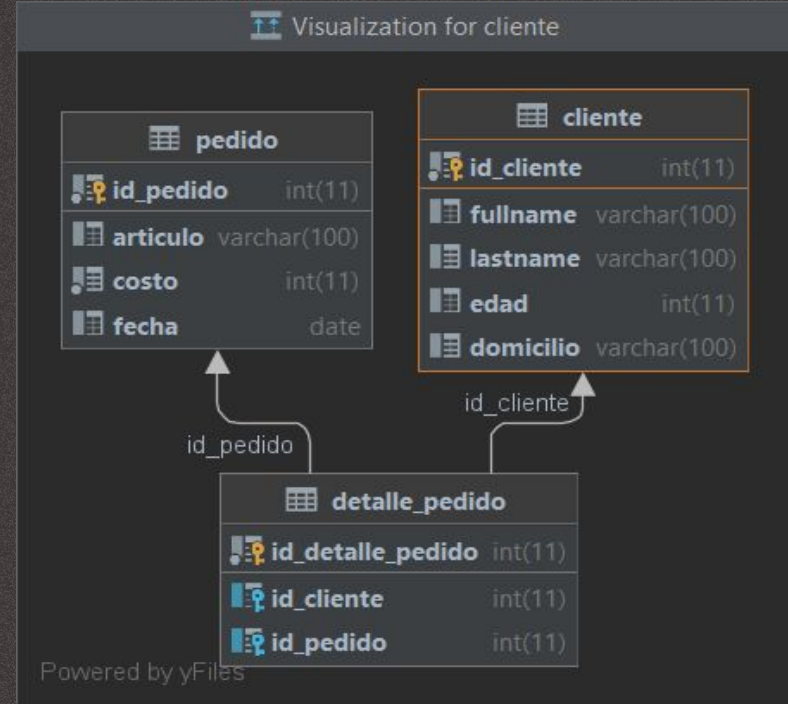 Visualization for cliente
pedido
id_pedido int(11)
articulo varchar(100)
costo int(11)
fecha date
cliente
id_cliente int(11)
fullname varchar(100)
lastname varchar(100)
edad int(11)
domicilio varchar(100)
id_pedido
id_cliente
detalle_pedido
id_detalle_pedido int(11)
id_cliente int(11)
id_pedido int(11)
Powered by yFiles